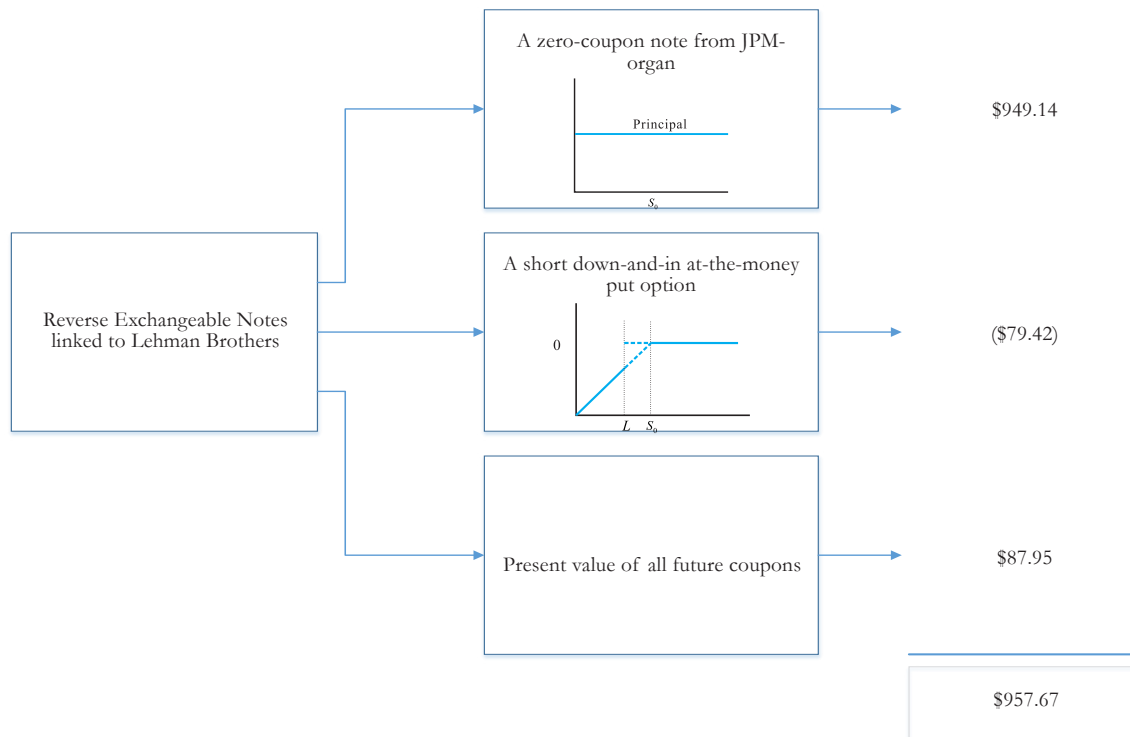 A zero-coupon note from JPM-
organ
Principal
S₀
$949.14
Reverse Exchangeable Notes
linked to Lehman Brothers
A short down-and-in at-the-money
put option
0
L S₀
($79.42)
Present value of all future coupons
$87.95
$957.67